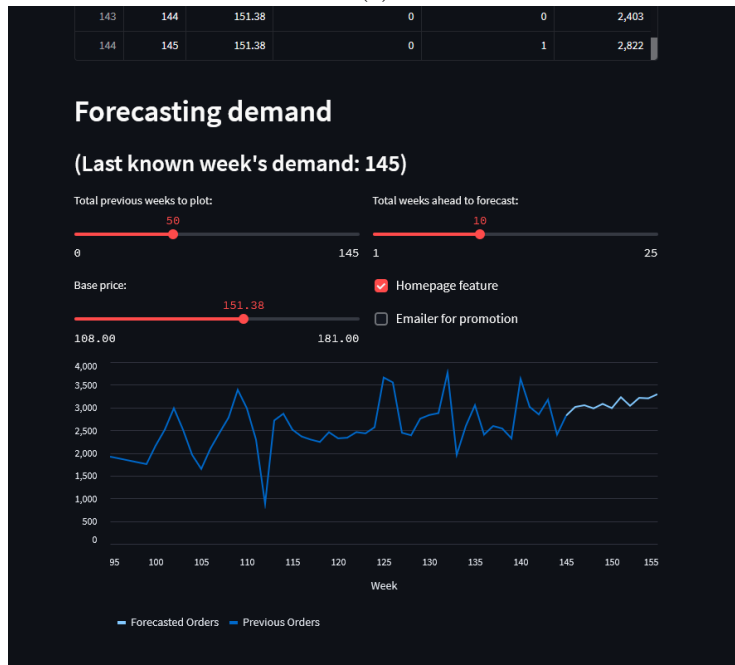 143 144 151.38 0 0 2,403
144 145 151.38 0 1 2,822
Forecasting demand
(Last known week's demand: 145)
Total previous weeks to plot: Total weeks ahead to forecast:
50 10
0 145 1 25
Base price: Homepage feature
151.38
Emailer for promotion
108.00 181.00
4,000
3,500
3,000
2,500
2,000
1,500
1,000
500
0
95 100 105 110 115 120 125 130 135 140 145 150 155
Week
Forecasted Orders Previous Orders